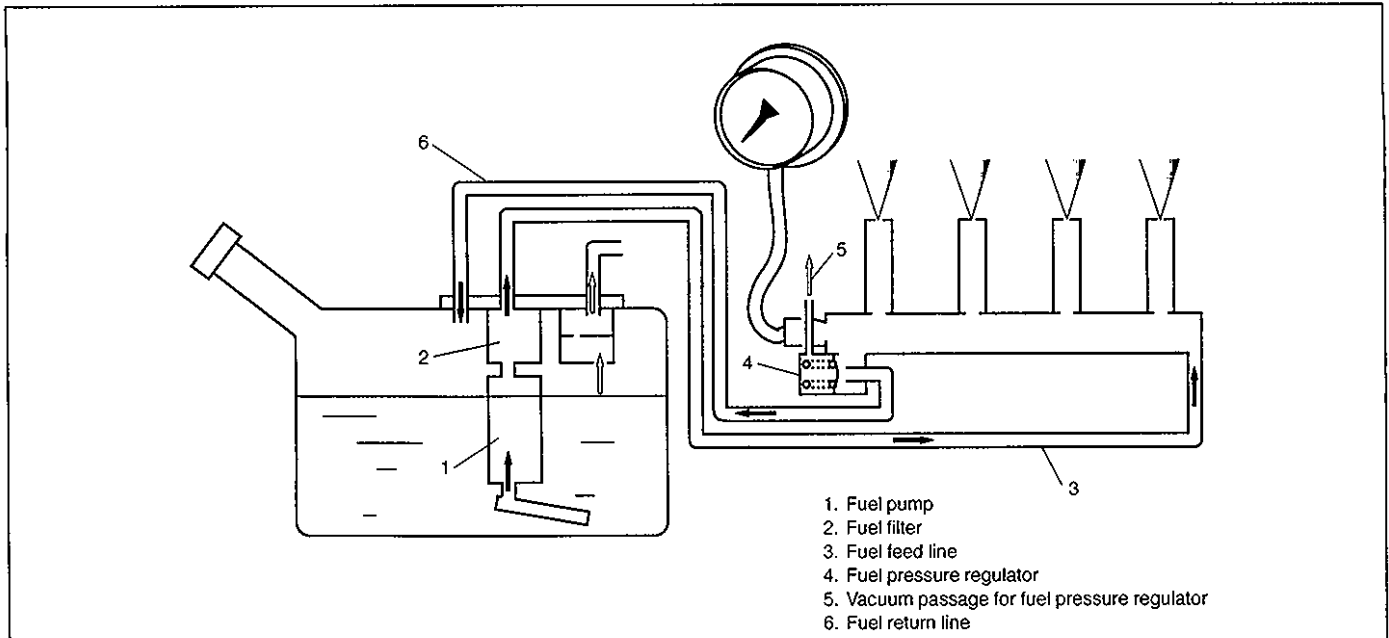 6
5
2
4
1
3
1. Fuel pump
2. Fuel filter
3. Fuel feed line
4. Fuel pressure regulator
5. Vacuum passage for fuel pressure regulator
6. Fuel return line